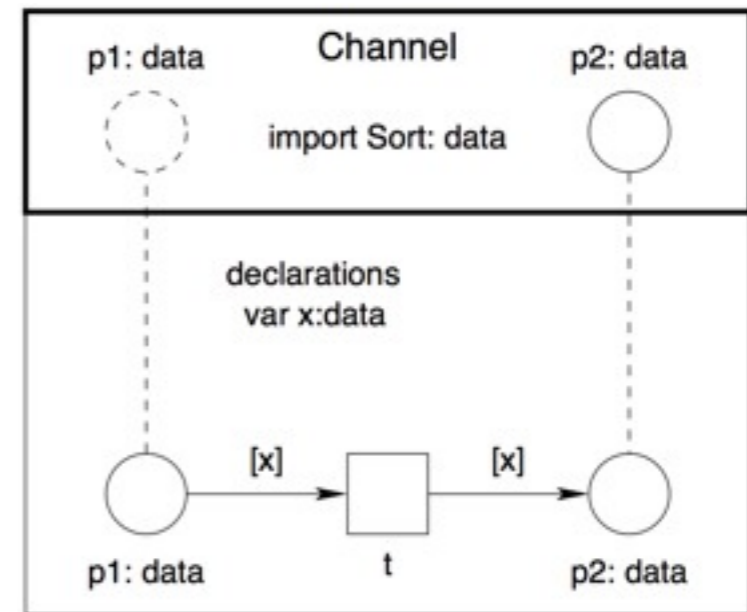 Channel
p1: data
p2: data
import Sort: data
declarations
var x:data
[x]
[x]
t
p1: data
p2: data